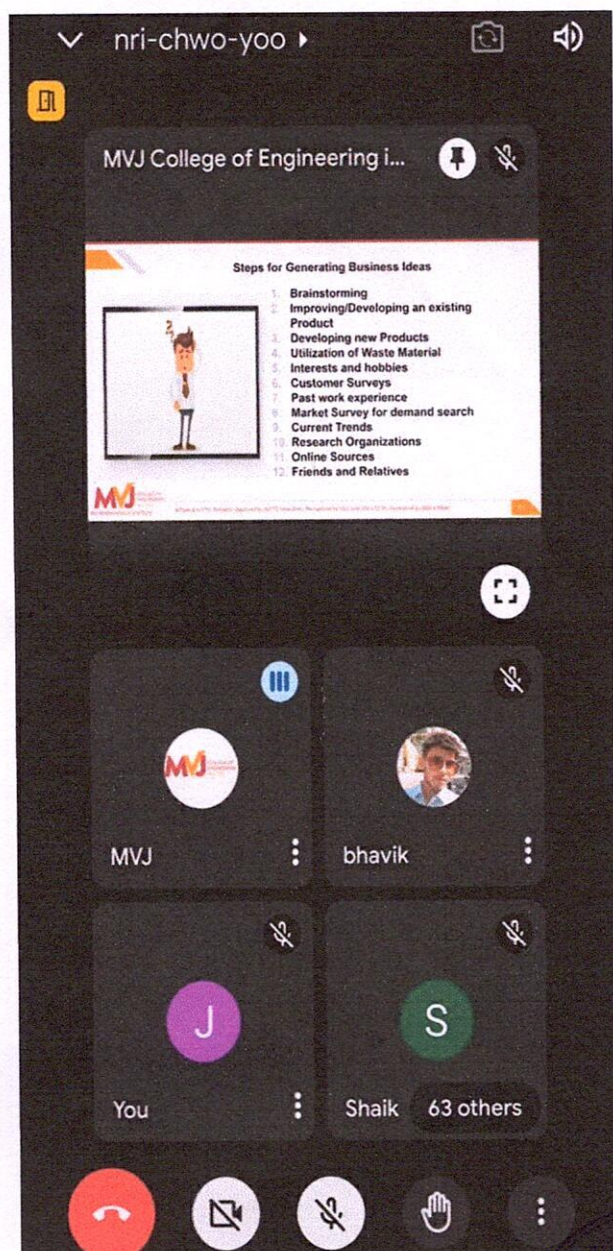 nri-chwo-yoo
MVJ College of Engineering i...
Steps for Generating Business Ideas
1. Brainstorming
2. Improving/Developing an existing
Product
3. Developing new Products
4. Utilization of Waste Material
5. Interests and hobbies
6. Customer Surveys
7. Past work experience
8. Market Survey for demand search
9. Current Trends
10. Research Organizations
11. Online Sources
12. Friends and Relatives
MVJ
MVJ
MVJ
bhavik
J
You
S
Shaik
63 others